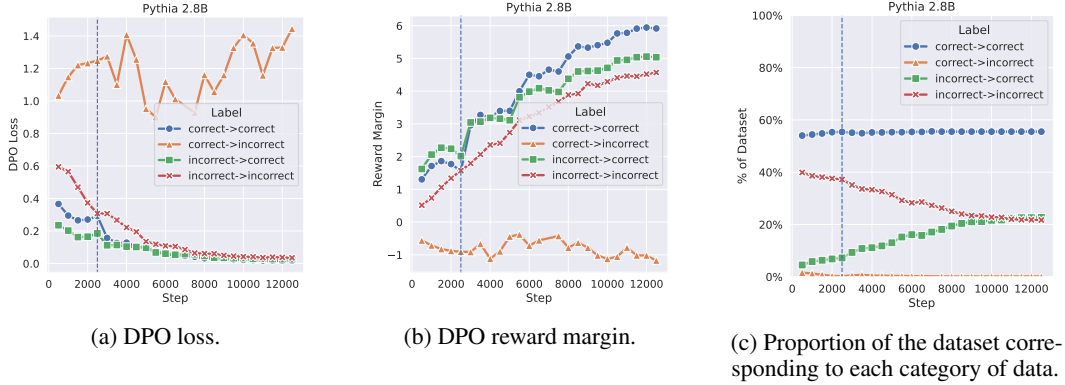 Pythia 2.8B
1.4
1.2
1.0
0.8
0.6
0.4
0.2
0.0
DPO Loss
Label
correct->correct
correct->incorrect
incorrect->correct
incorrect->incorrect
0 2000 4000 6000 8000 10000 12000
Step
(a) DPO loss.
Pythia 2.8B
6
5
4
3
2
1
0
−1
Reward Margin
Label
correct->correct
correct->incorrect
incorrect->correct
incorrect->incorrect
0 2000 4000 6000 8000 10000 12000
Step
(b) DPO reward margin.
Pythia 2.8B
100%
80%
60%
40%
20%
0%
% of Dataset
Label
correct->correct
correct->incorrect
incorrect->correct
incorrect->incorrect
0 2000 4000 6000 8000 10000 12000
Step
(c) Proportion of the dataset corre-
sponding to each category of data.